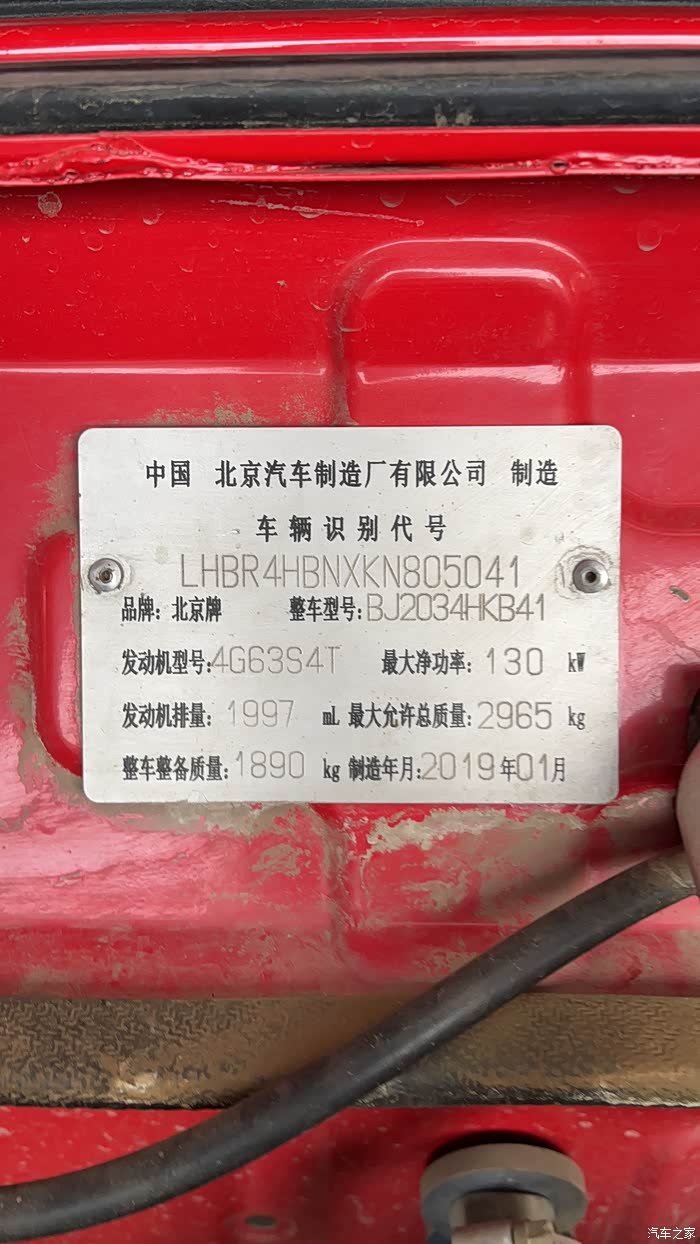 中国 北京汽车制造厂有限公司 制造
车辆识别代号
LHBR4HBNXKN805041
品牌: 北京牌 整车型号: BJ2034HKB41
发动机型号: 4G63S4T 最大净功率: 130 kW
发动机排量: 1997 mL 最大允许总质量: 2965 kg
整车整备质量: 1890 kg 制造年月: 2019年01月
汽车之家